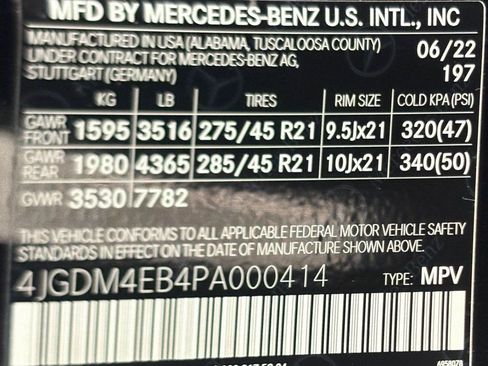 MFD BY MERCEDES-BENZ U.S. INTL., INC
MANUFACTURED IN USA (ALABAMA, TUSCALOOSA COUNTY) 06/22
UNDER CONTRACT FOR MERCEDES-BENZ AG,
STUTTGART (GERMANY) 197
KG LB TIRES RIM SIZE COLD KPA (PSI)
GAWR FRONT 1595 3516 275/45 R21 9.5Jx21 320(47)
GAWR REAR 1980 4365 285/45 R21 10Jx21 340(50)
GVWR 3530 7782
THIS VEHICLE CONFORMS TO ALL APPLICABLE FEDERAL MOTOR VEHICLE SAFETY
STANDARDS IN EFFECT ON THE DATE OF MANUFACTURE SHOWN ABOVE.
4JGDM4EB4PA000414 TYPE: MPV